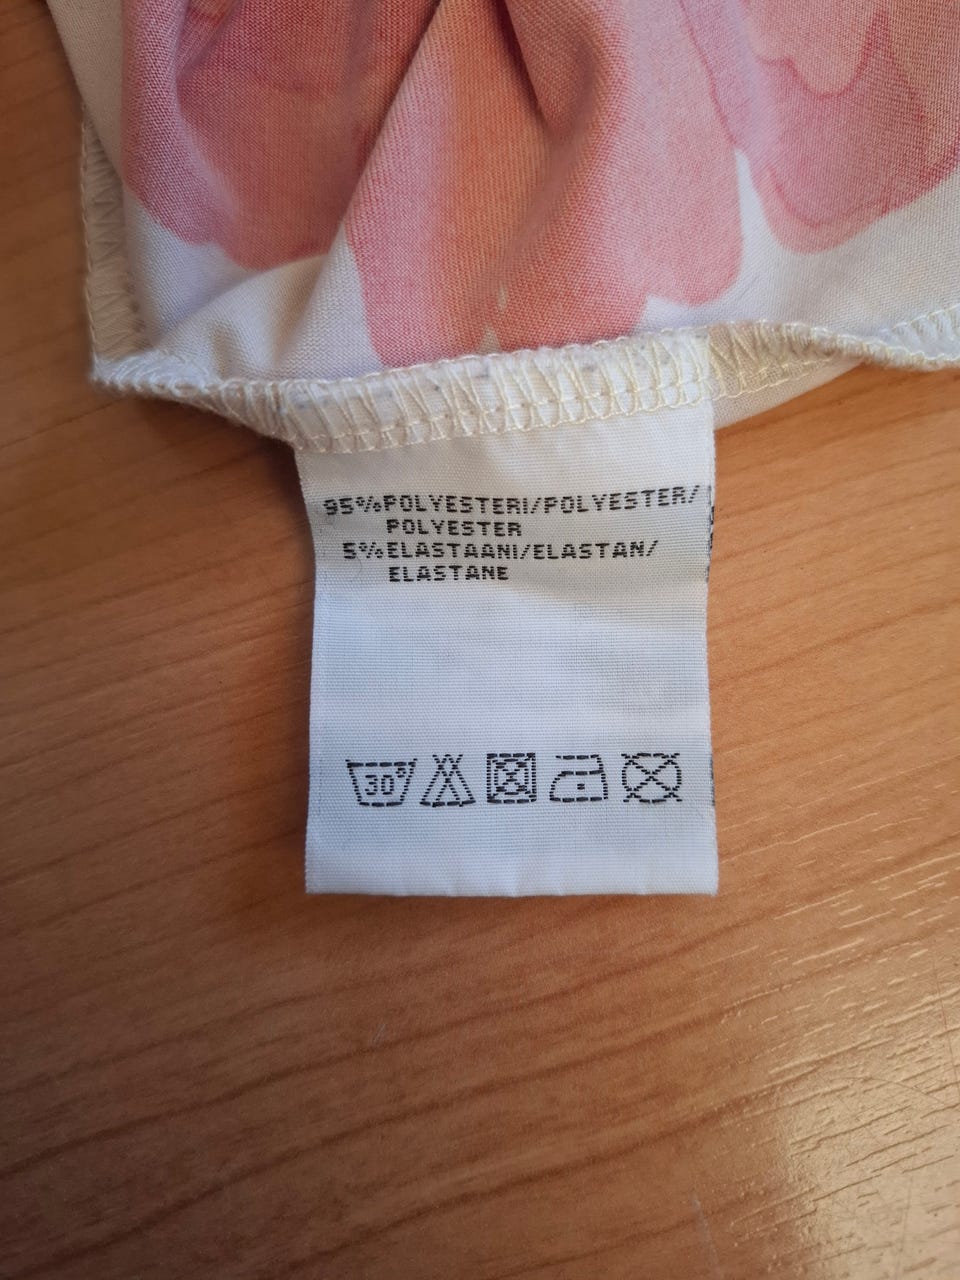 95%POLYESTERI/POLYESTER/
POLYESTER
5%ELASTAANI/ELASTAN/
ELASTANE
30°